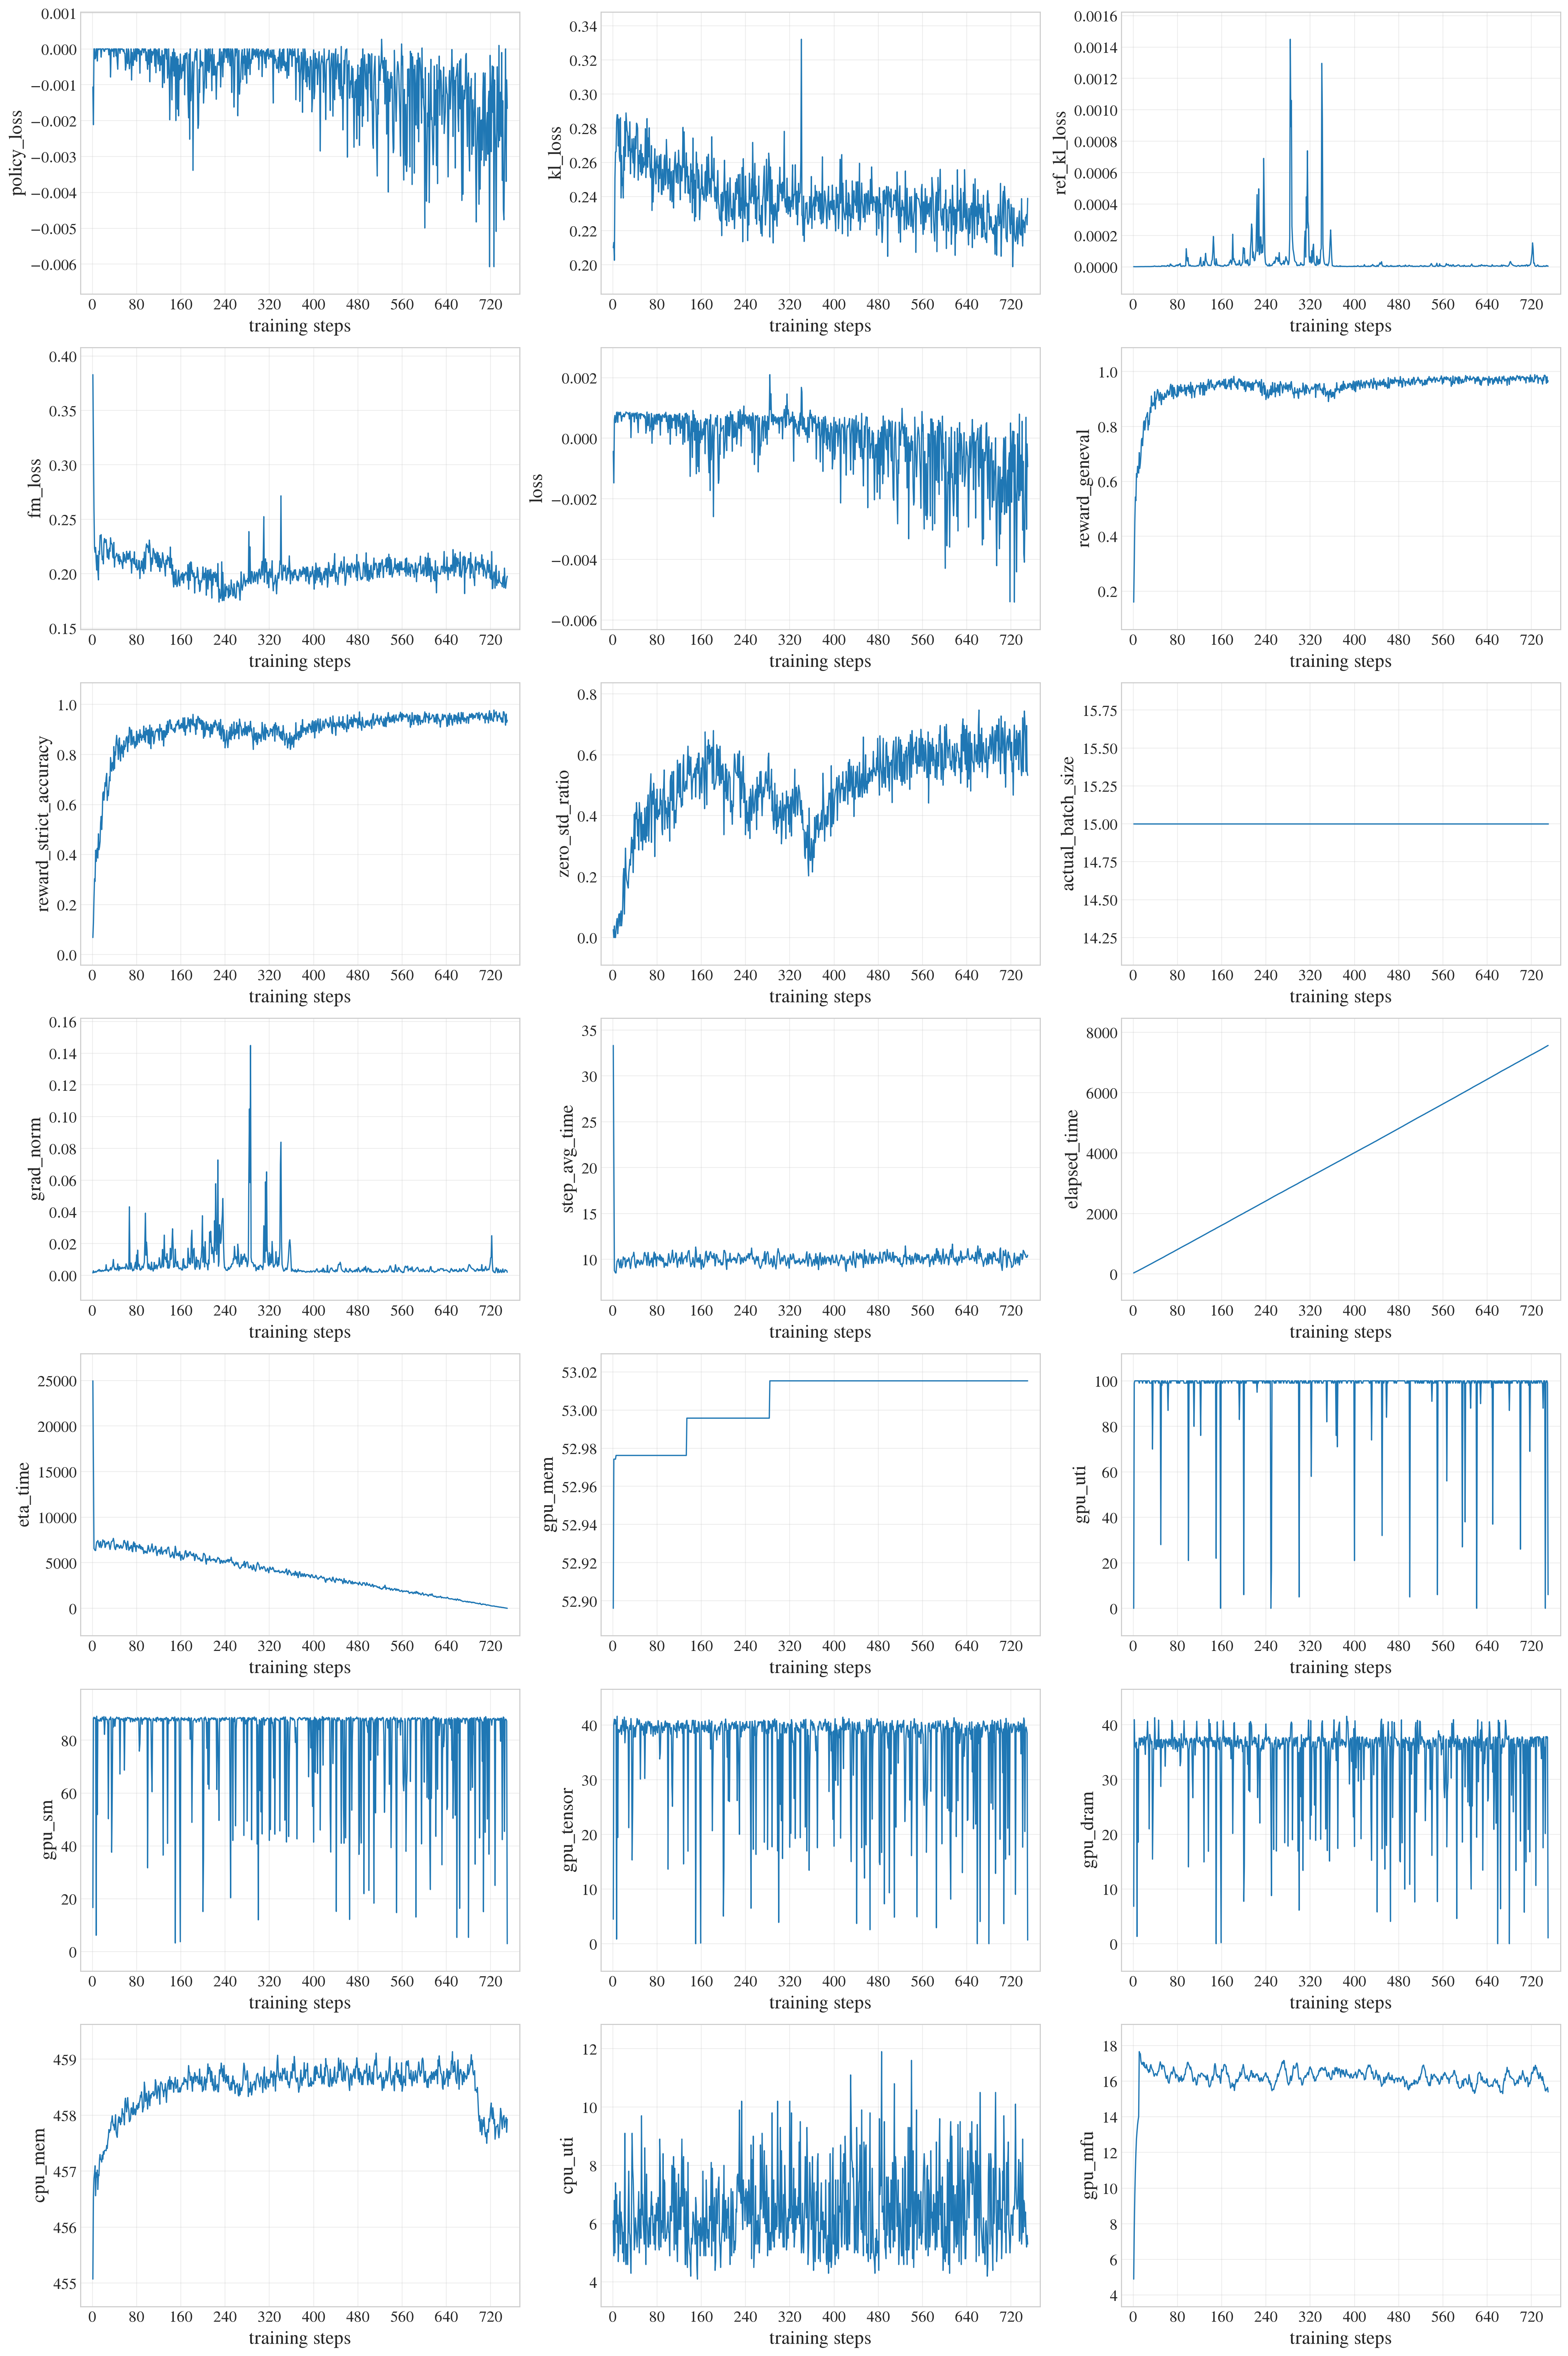 policy_loss
0.001
0.000
−0.001
−0.002
−0.003
−0.004
−0.005
−0.006
0 80 160 240 320 400 480 560 640 720
training steps
kl_loss
0.34
0.32
0.30
0.28
0.26
0.24
0.22
0.20
0 80 160 240 320 400 480 560 640 720
training steps
ref_kl_loss
0.0016
0.0014
0.0012
0.0010
0.0008
0.0006
0.0004
0.0002
0.0000
0 80 160 240 320 400 480 560 640 720
training steps
fm_loss
0.40
0.35
0.30
0.25
0.20
0.15
0 80 160 240 320 400 480 560 640 720
training steps
loss
0.002
0.000
−0.002
−0.004
−0.006
0 80 160 240 320 400 480 560 640 720
training steps
reward_geneval
1.0
0.8
0.6
0.4
0.2
0 80 160 240 320 400 480 560 640 720
training steps
reward_strict_accuracy
1.0
0.8
0.6
0.4
0.2
0.0
0 80 160 240 320 400 480 560 640 720
training steps
zero_std_ratio
0.8
0.6
0.4
0.2
0.0
0 80 160 240 320 400 480 560 640 720
training steps
actual_batch_size
15.75
15.50
15.25
15.00
14.75
14.50
14.25
0 80 160 240 320 400 480 560 640 720
training steps
grad_norm
0.16
0.14
0.12
0.10
0.08
0.06
0.04
0.02
0.00
0 80 160 240 320 400 480 560 640 720
training steps
step_avg_time
35
30
25
20
15
10
0 80 160 240 320 400 480 560 640 720
training steps
elapsed_time
8000
6000
4000
2000
0
0 80 160 240 320 400 480 560 640 720
training steps
eta_time
25000
20000
15000
10000
5000
0
0 80 160 240 320 400 480 560 640 720
training steps
gpu_mem
53.02
53.00
52.98
52.96
52.94
52.92
52.90
0 80 160 240 320 400 480 560 640 720
training steps
gpu_uti
100
80
60
40
20
0
0 80 160 240 320 400 480 560 640 720
training steps
gpu_sm
80
60
40
20
0
0 80 160 240 320 400 480 560 640 720
training steps
gpu_tensor
40
30
20
10
0
0 80 160 240 320 400 480 560 640 720
training steps
gpu_dram
40
30
20
10
0
0 80 160 240 320 400 480 560 640 720
training steps
cpu_mem
459
458
457
456
455
0 80 160 240 320 400 480 560 640 720
training steps
cpu_uti
12
10
8
6
4
0 80 160 240 320 400 480 560 640 720
training steps
gpu_mfu
18
16
14
12
10
8
6
4
0 80 160 240 320 400 480 560 640 720
training steps